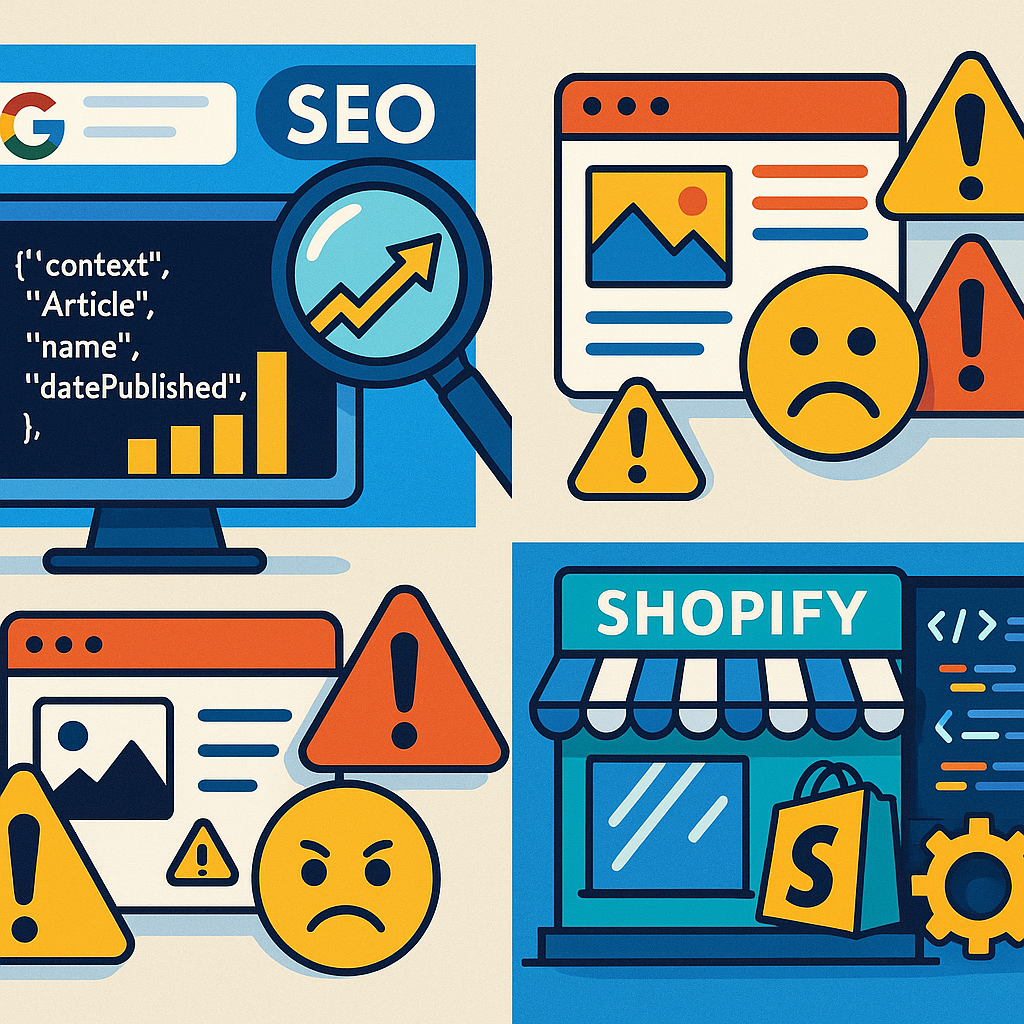 G
SEO
{"context",
"Article",
"name",
"datePublished",
},
!
!
!
!
!
!
SHOPIFY
</>
<
S